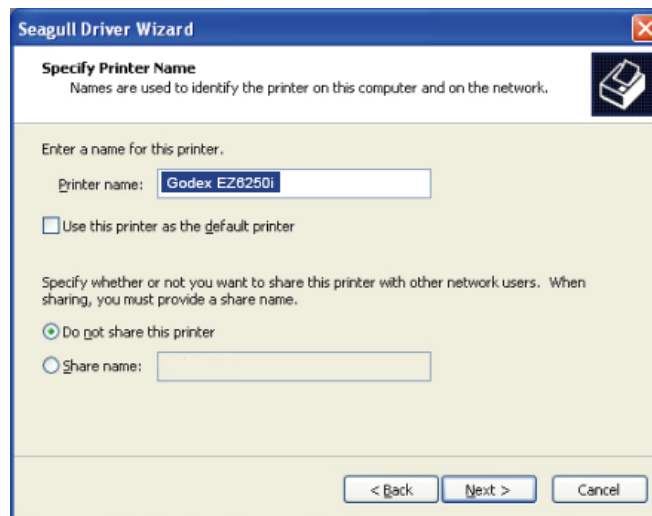 Seagull Driver Wizard
Specify Printer Name
Names are used to identify the printer on this computer and on the network.
Enter a name for this printer.
Printer name: Godex EZ6250i
Use this printer as the default printer
Specify whether or not you want to share this printer with other network users. When
sharing, you must provide a share name.
Do not share this printer
Share name:
< Back Next > Cancel